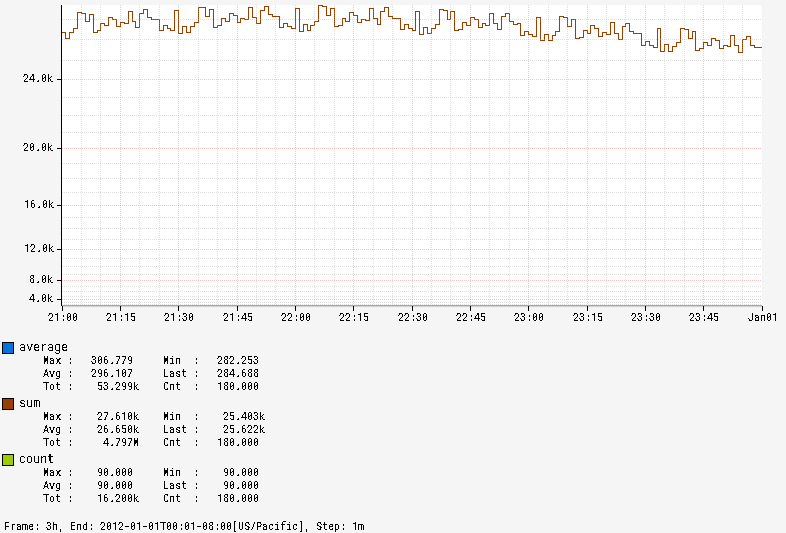 24.0k
20.0k
16.0k
12.0k
8.0k
4.0k
21:00 21:15 21:30 21:45 22:00 22:15 22:30 22:45 23:00 23:15 23:30 23:45 Jan01
average
Max : 306.779 Min : 282.253
Avg : 296.107 Last : 284.688
Tot : 53.299k Cnt : 180.000
sum
Max : 27.610k Min : 25.403k
Avg : 26.650k Last : 25.622k
Tot : 4.797M Cnt : 180.000
count
Max : 90.000 Min : 90.000
Avg : 90.000 Last : 90.000
Tot : 16.200k Cnt : 180.000
Frame: 3h, End: 2012-01-01T00:01-08:00[US/Pacific], Step: 1m